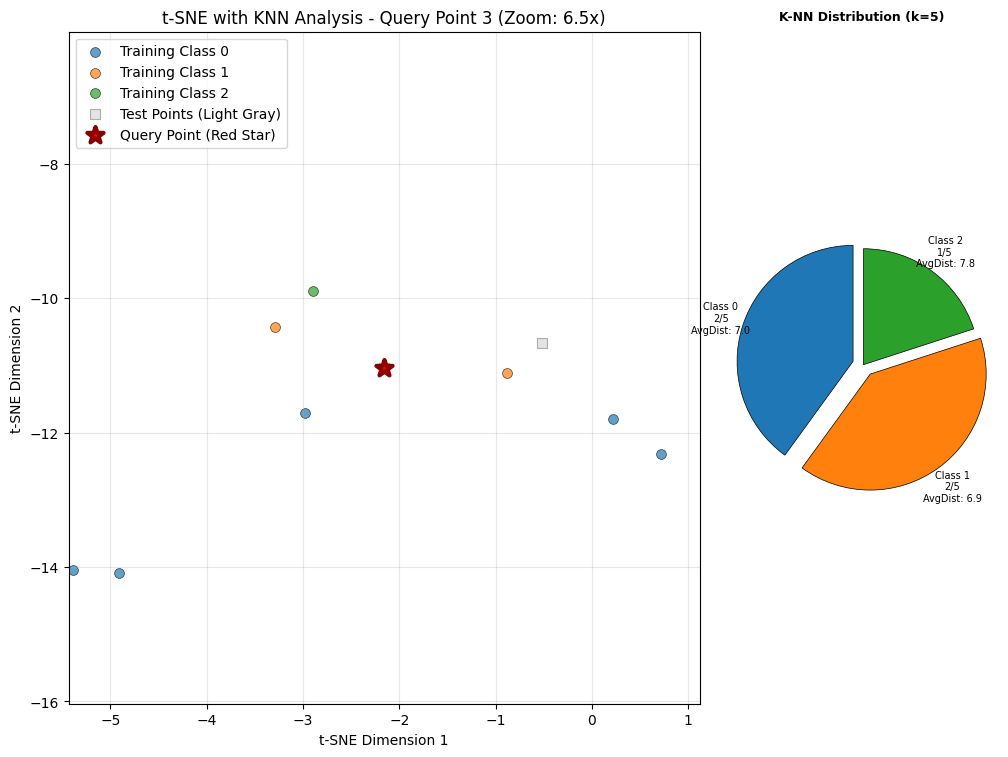 t-SNE with KNN Analysis - Query Point 3 (Zoom: 6.5x)
K-NN Distribution (k=5)
Training Class 0
Training Class 1
Training Class 2
Test Points (Light Gray)
Query Point (Red Star)
t-SNE Dimension 2
−8
−10
−12
−14
−16
−5
−4
−3
−2
−1
0
1
t-SNE Dimension 1
Class 0
2/5
AvgDist: 7.0
Class 2
1/5
AvgDist: 7.8
Class 1
2/5
AvgDist: 6.9